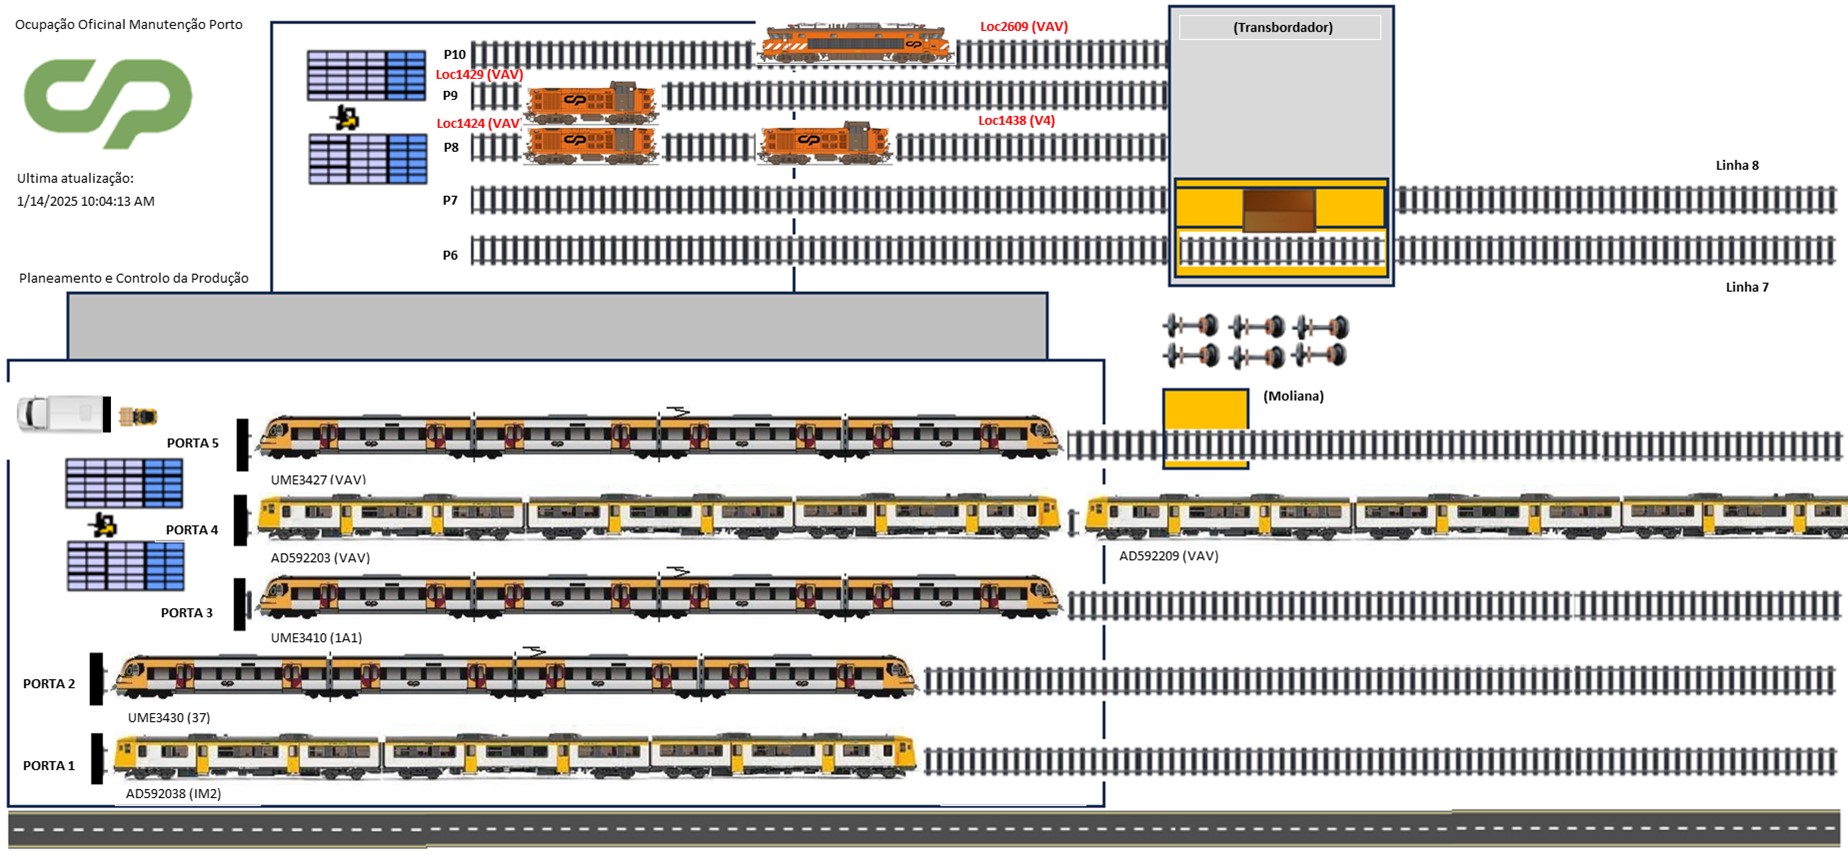 Ocupação Oficinal Manutenção Porto
Ultima atualização:
1/14/2025 10:04:13 AM
Planeamento e Controlo da Produção
P10
Loc2609 (VAV)
(Transbordador)
Loc1429 (VAV)
P9
Loc1424 (VAV)
Loc1438 (V4)
P8
Linha 8
P7
P6
Linha 7
(Moliana)
PORTA 5
UME3427 (VAV)
PORTA 4
AD592203 (VAV)
AD592209 (VAV)
PORTA 3
UME3410 (1A1)
PORTA 2
UME3430 (37)
PORTA 1
AD592038 (IM2)